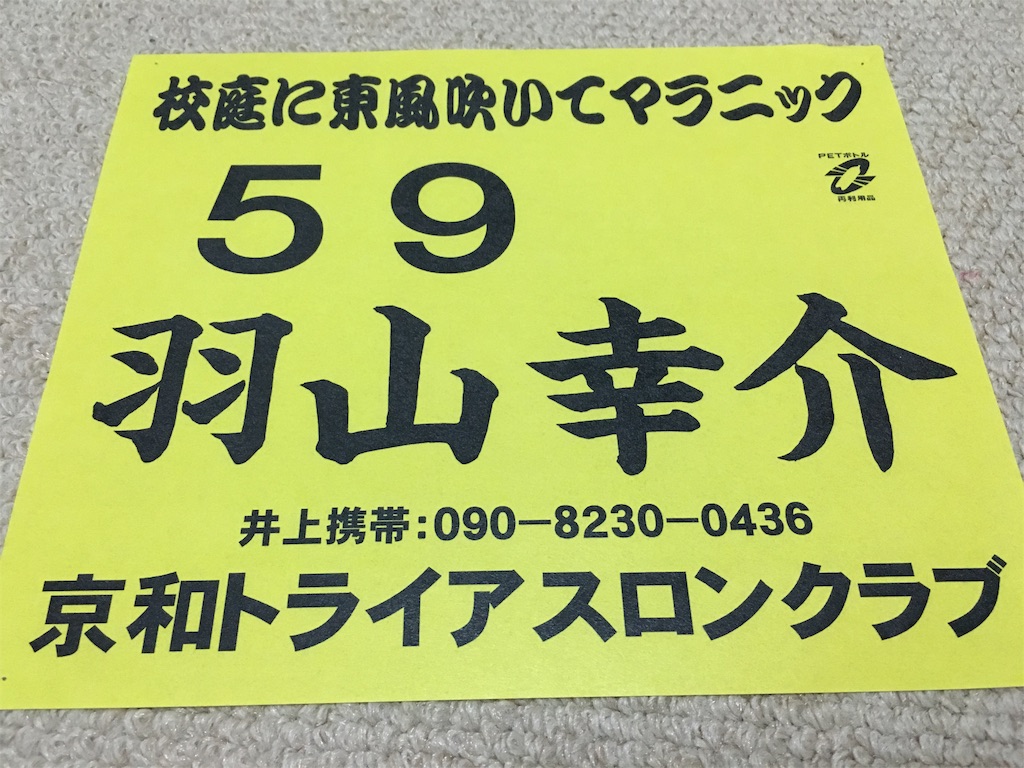 校庭に東風吹いてマラニック
PETボトル
再利用品
59
羽山幸介
井上携帯:090-8230-0436
京和トライアスロンクラブ